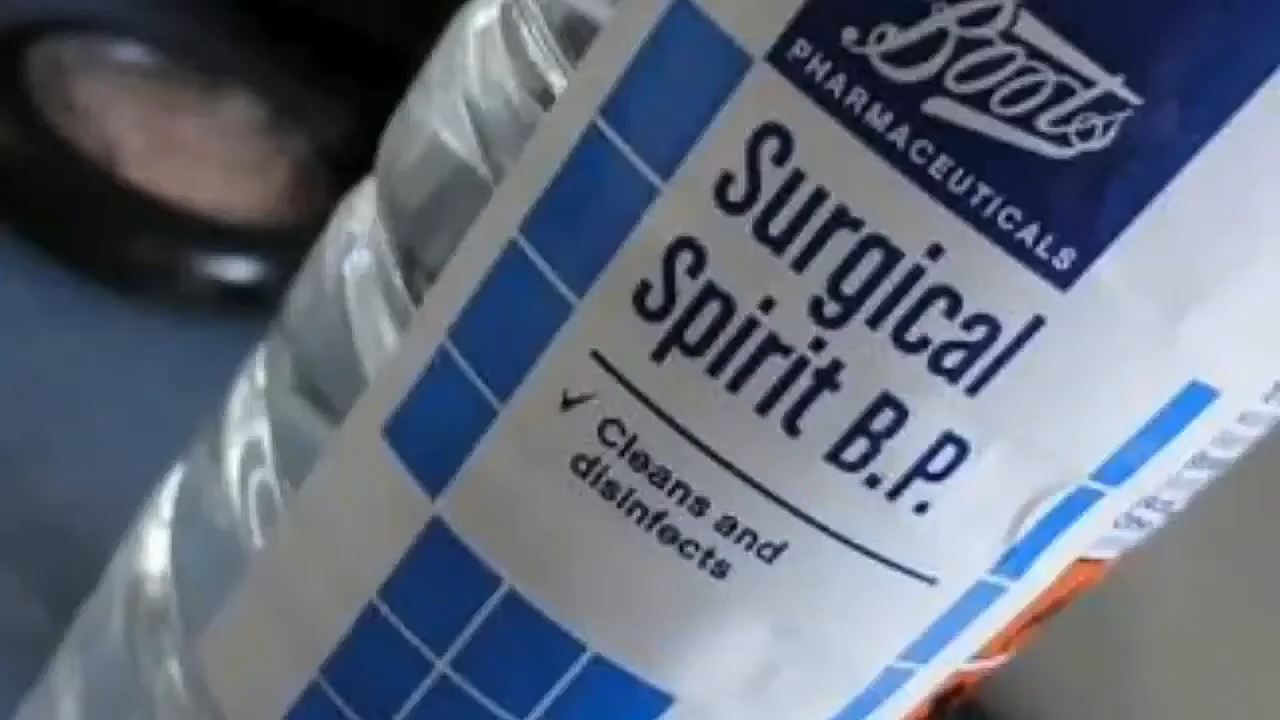 Boots
PHARMACEUTICALS
Surgical
Spirit B.P.
✓ Cleans and
disinfects